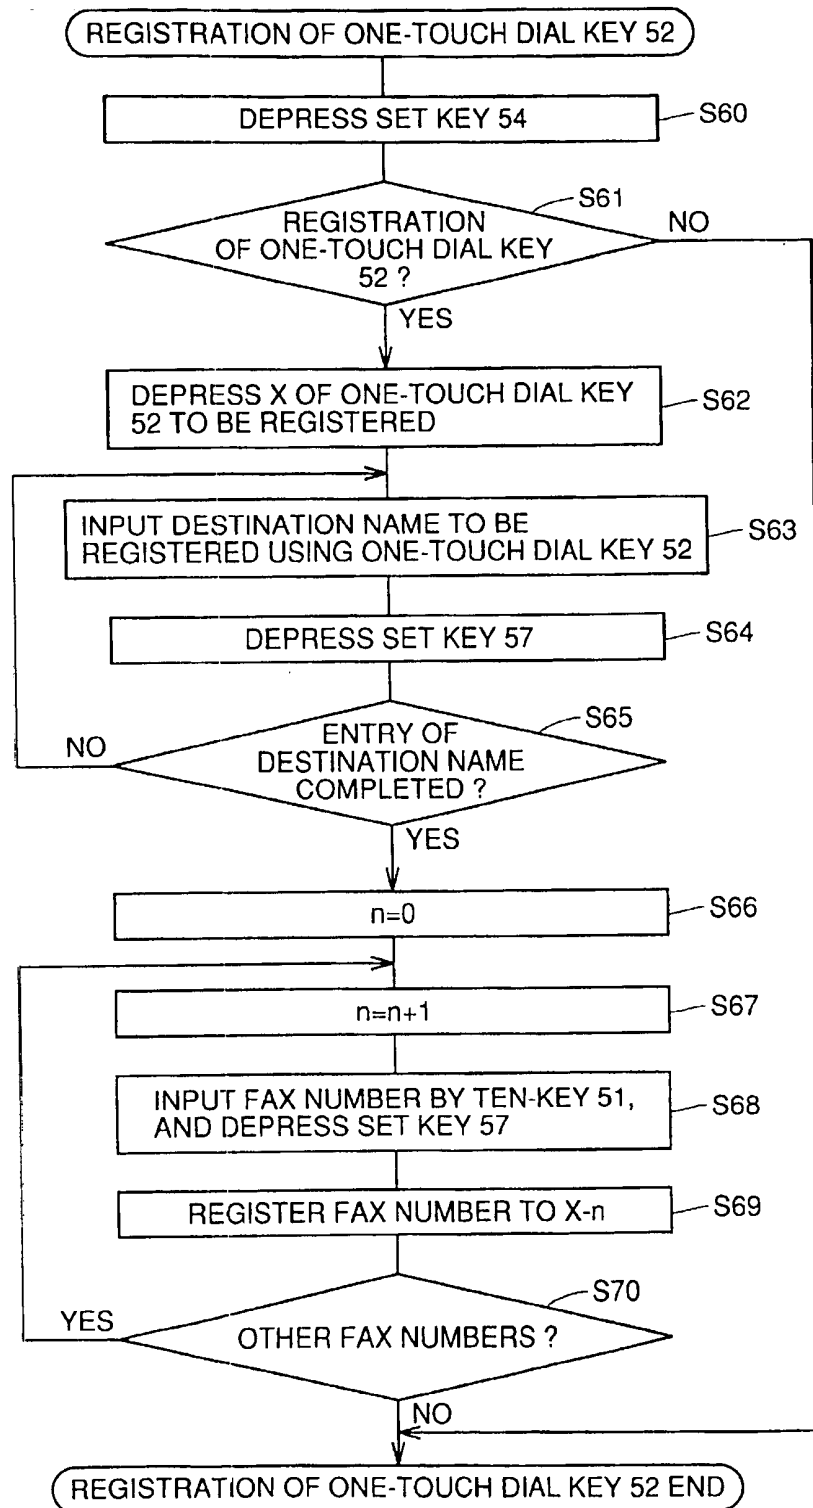 REGISTRATION OF ONE-TOUCH DIAL KEY 52
DEPRESS SET KEY 54
S60
S61
REGISTRATION
OF ONE-TOUCH DIAL KEY
52 ?
NO
YES
DEPRESS X OF ONE-TOUCH DIAL KEY
52 TO BE REGISTERED
S62
INPUT DESTINATION NAME TO BE
REGISTERED USING ONE-TOUCH DIAL KEY 52
S63
DEPRESS SET KEY 57
S64
S65
ENTRY OF
DESTINATION NAME
COMPLETED ?
NO
YES
n=0
S66
n=n+1
S67
INPUT FAX NUMBER BY TEN-KEY 51,
AND DEPRESS SET KEY 57
S68
REGISTER FAX NUMBER TO X-n
S69
S70
OTHER FAX NUMBERS ?
YES
NO
REGISTRATION OF ONE-TOUCH DIAL KEY 52 END